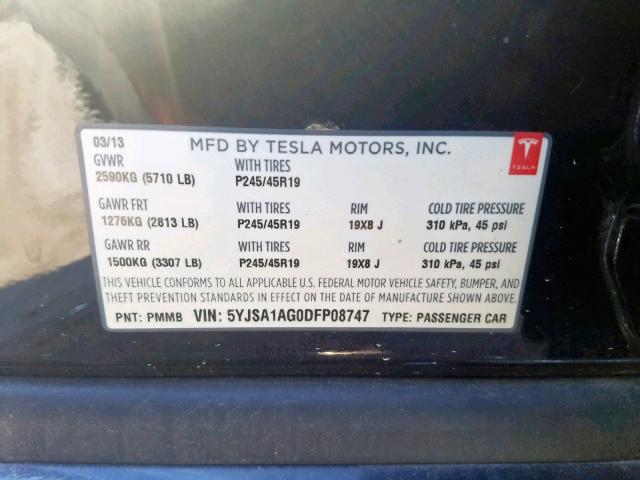 03/13 MFD BY TESLA MOTORS, INC.
TESLA
GVWR WITH TIRES
2590KG (5710 LB) P245/45R19
GAWR FRT WITH TIRES RIM COLD TIRE PRESSURE
1276KG (2813 LB) P245/45R19 19X8 J 310 kPa, 45 psi
GAWR RR WITH TIRES RIM COLD TIRE PRESSURE
1500KG (3307 LB) P245/45R19 19X8 J 310 kPa, 45 psi
THIS VEHICLE CONFORMS TO ALL APPLICABLE U.S. FEDERAL MOTOR VEHICLE SAFETY, BUMPER, AND
THEFT PREVENTION STANDARDS IN EFFECT ON THE DATE OF MANUFACTURE SHOWN ABOVE.
PNT: PMMB VIN: 5YJSA1AG0DFP08747 TYPE: PASSENGER CAR